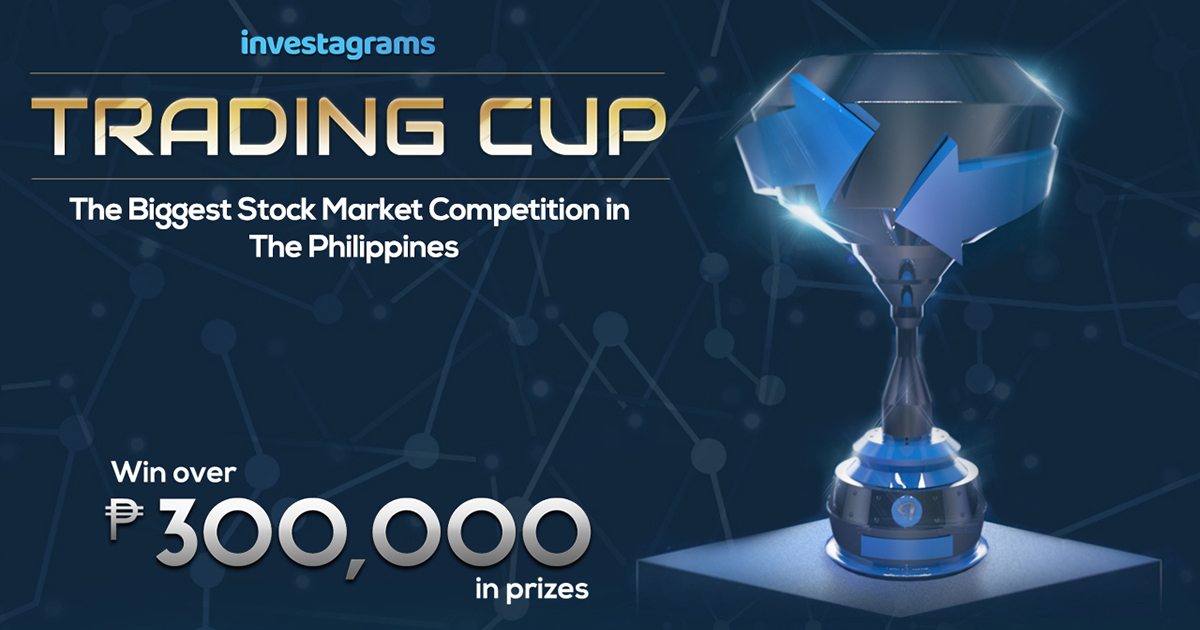 investagrams
TRADING CUP
The Biggest Stock Market Competition in
The Philippines
Win over
₱300,000
in prizes